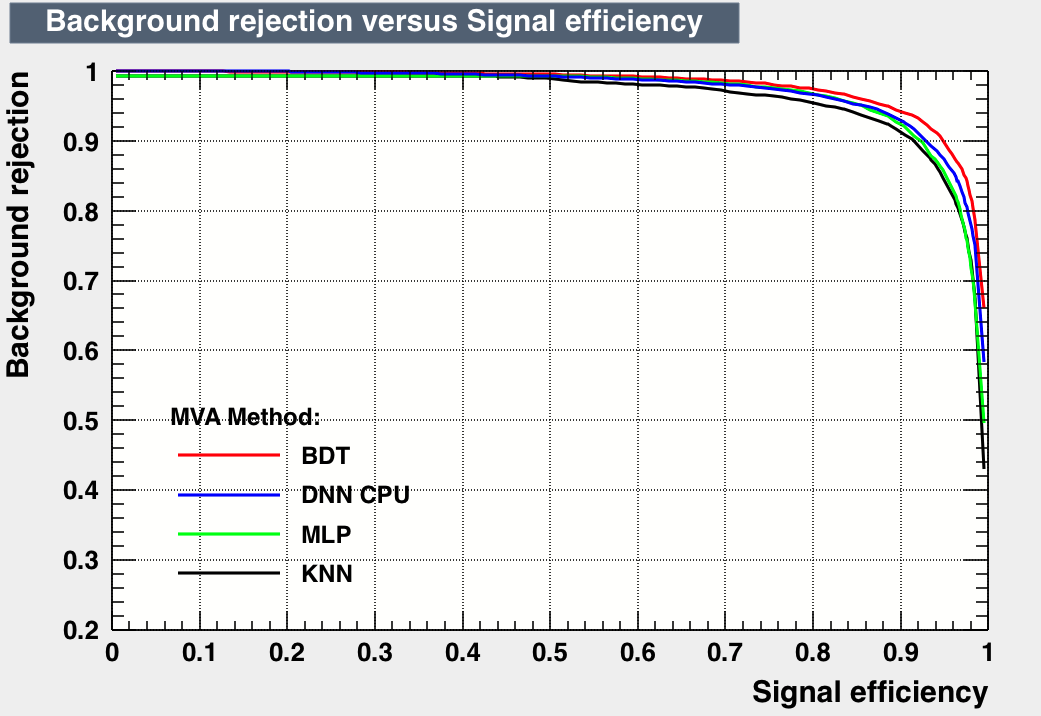 Background rejection versus Signal efficiency
Background rejection
1
0.9
0.8
0.7
0.6
0.5
0.4
0.3
0.2
MVA Method:
BDT
DNN CPU
MLP
KNN
0 0.1 0.2 0.3 0.4 0.5 0.6 0.7 0.8 0.9 1
Signal efficiency